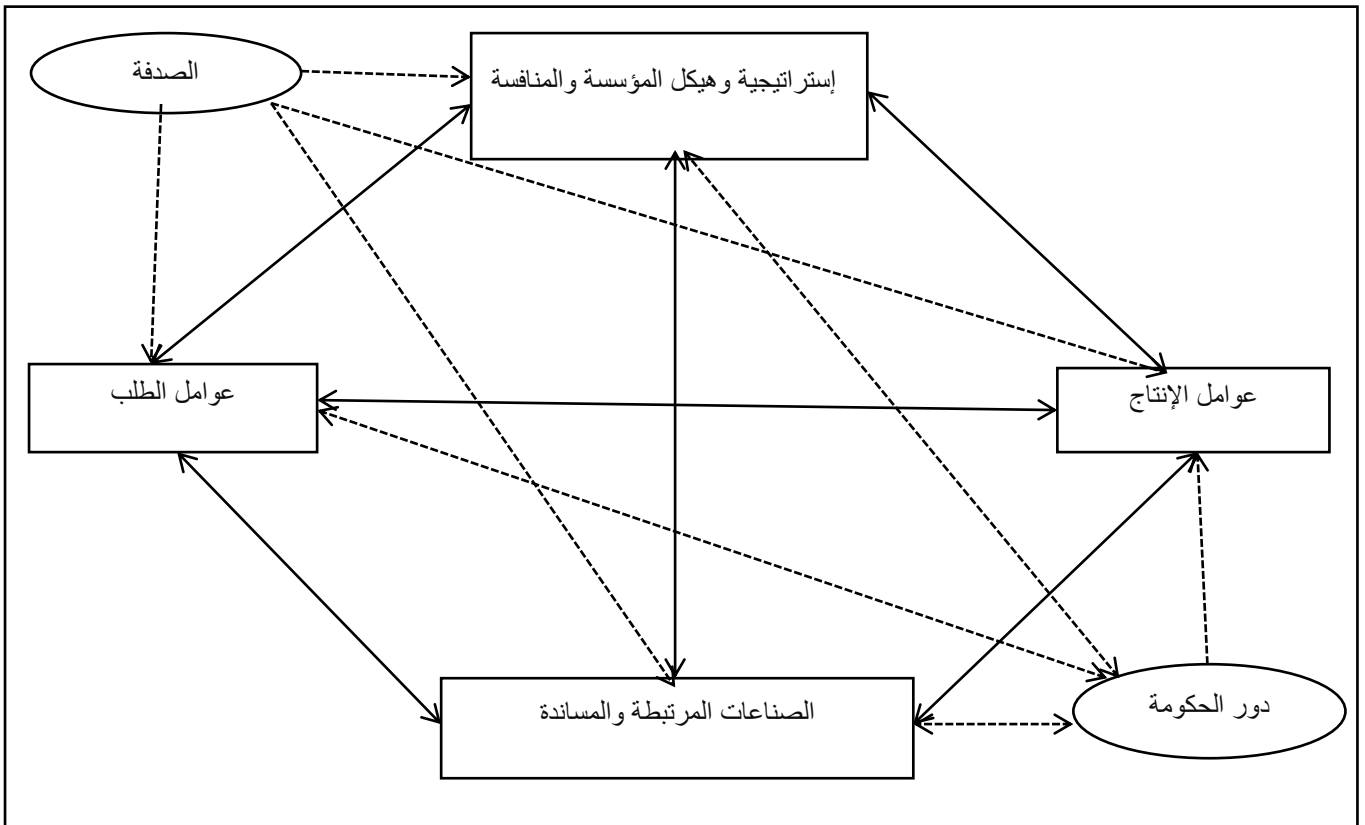 الصدفة
إستراتيجية وهيكل المؤسسة والمنافسة
عوامل الإنتاج
عوامل الطلب
الصناعات المرتبطة والمساندة
دور الحكومة